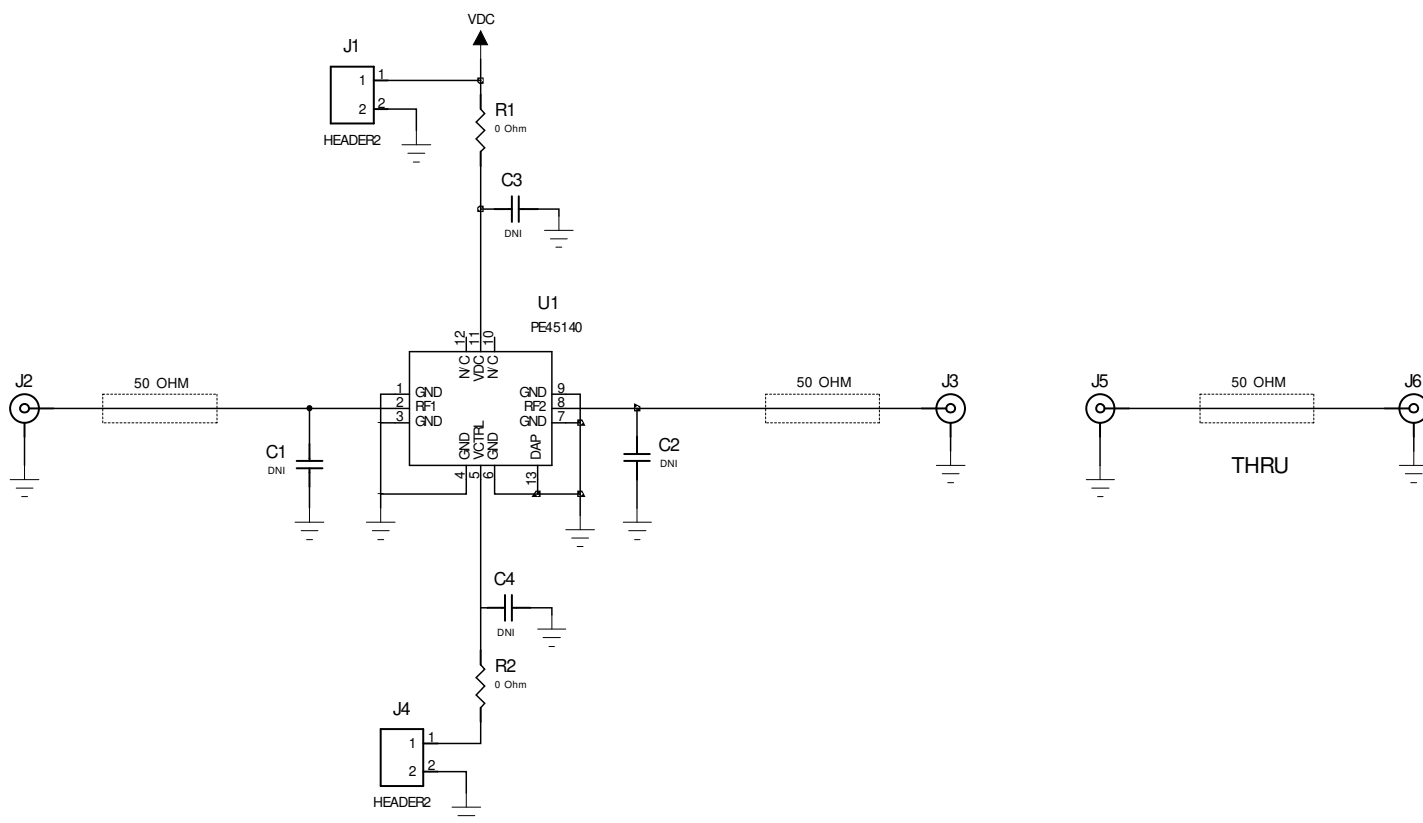 VDC
J1
1 1
2 2
HEADER2
R1
0 Ohm
C3
DNI
U1
PE45140
12 11 10
N/C VDC N/C
J2
50 OHM
1 GND
2 RF1
3 GND
GND 9
RF2 8
GND 7
GND VCTRL GND DAP
4 5 6 13
C1
DNI
C2
DNI
50 OHM
J3
J5
50 OHM
J6
THRU
C4
DNI
R2
0 Ohm
J4
1 1
2 2
HEADER2